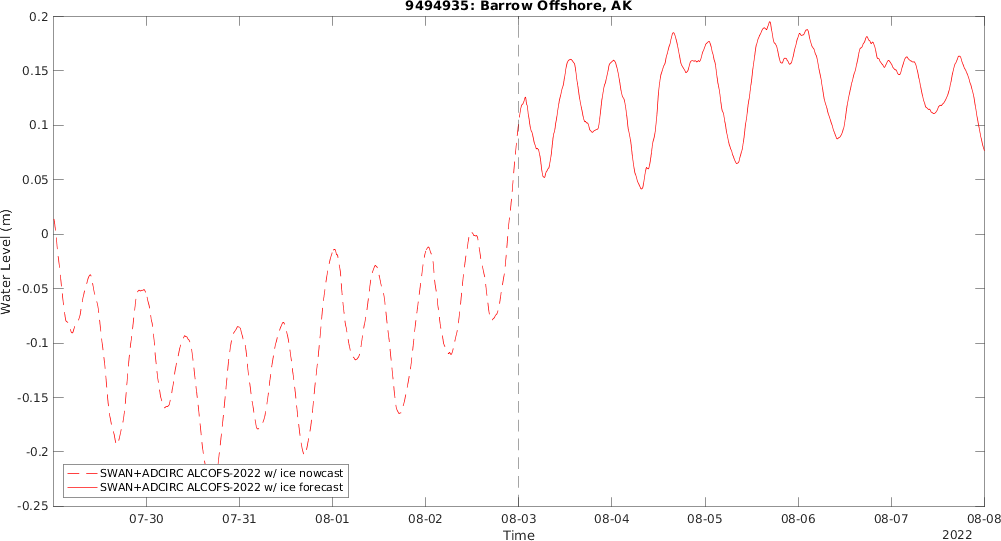 9494935: Barrow Offshore, AK
Water Level (m)
0.2
0.15
0.1
0.05
0
-0.05
-0.1
-0.15
-0.2
-0.25
SWAN+ADCIRC ALCOFS-2022 w/ ice nowcast
SWAN+ADCIRC ALCOFS-2022 w/ ice forecast
07-30 07-31 08-01 08-02 08-03 08-04 08-05 08-06 08-07 08-08
Time
2022